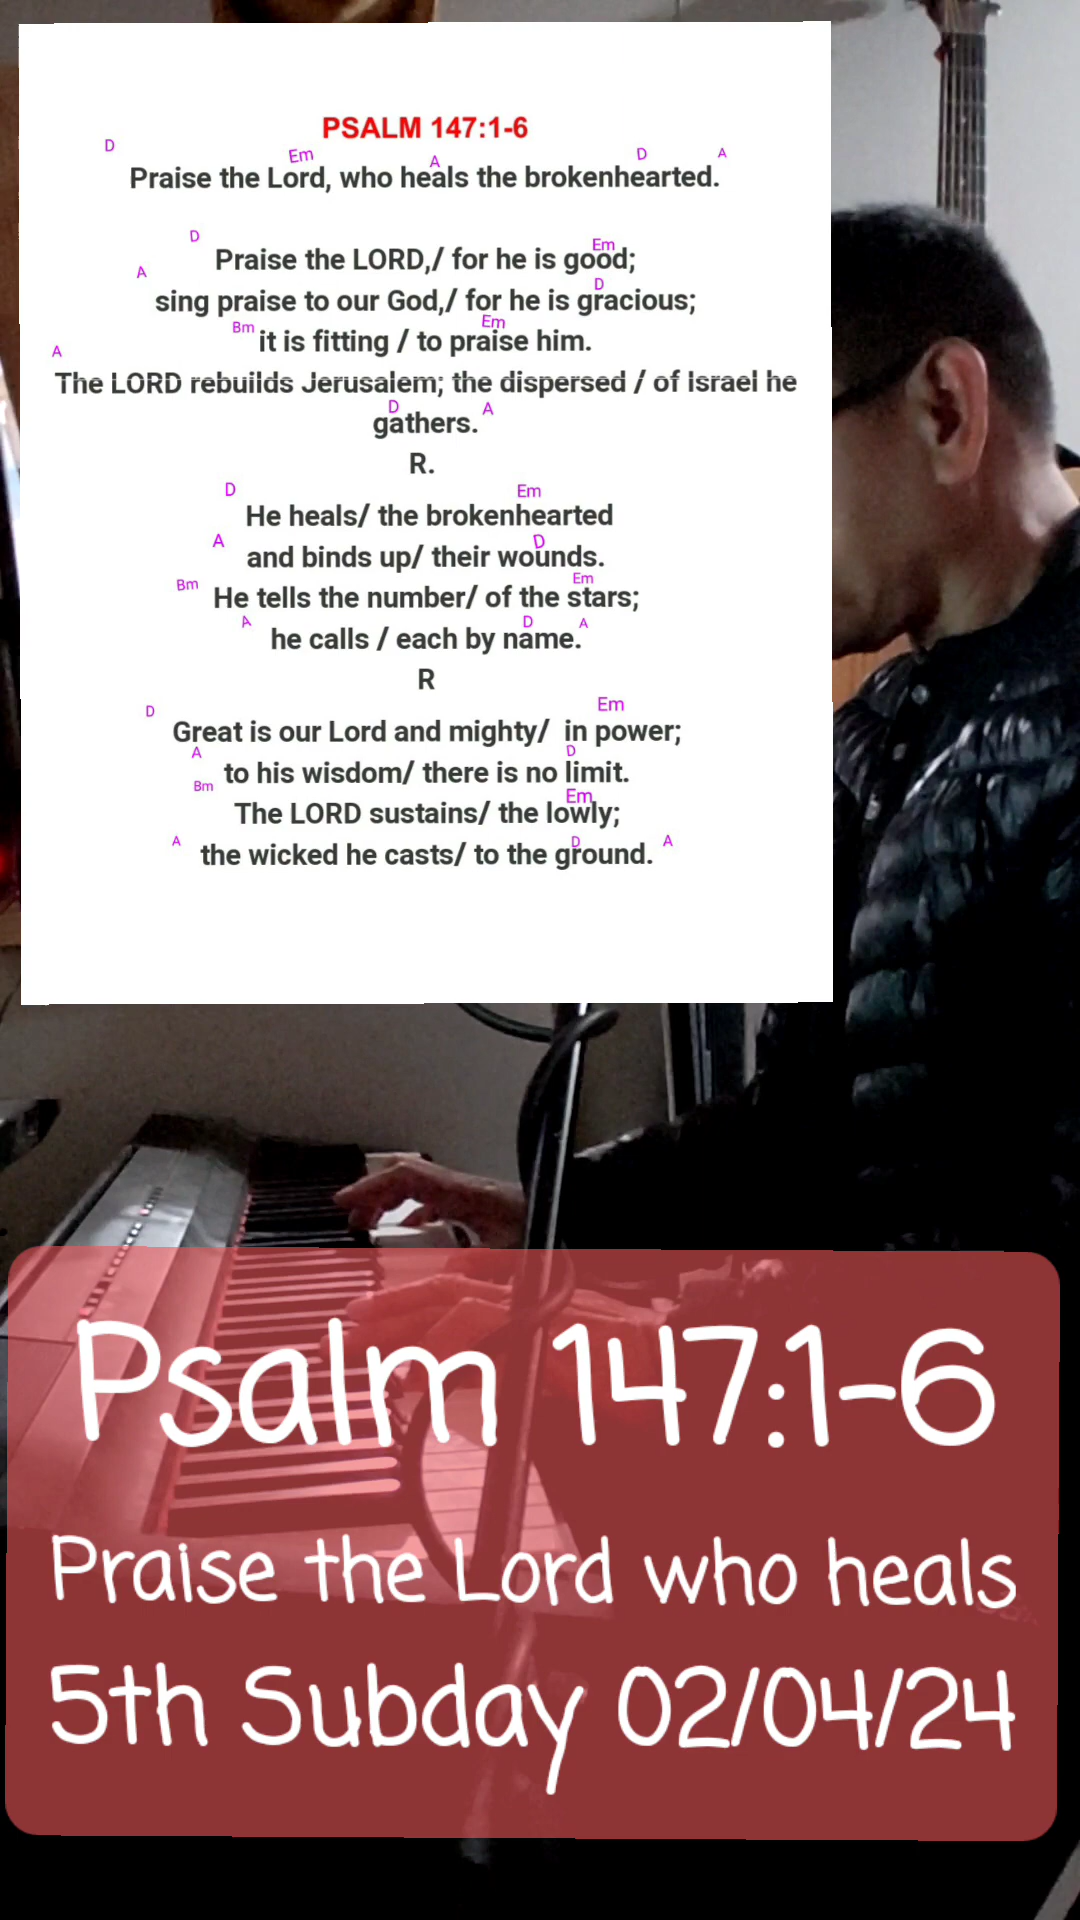 PSALM 147:1-6
D Em A D A
Praise the Lord, who heals the brokenhearted.
D Em
Praise the LORD,/ for he is good;
A D
sing praise to our God,/ for he is gracious;
Bm Em
it is fitting / to praise him.
A
The LORD rebuilds Jerusalem; the dispersed / of Israel he
D A
gathers.
R.
D Em
He heals/ the brokenhearted
A D
and binds up/ their wounds.
Bm Em
He tells the number/ of the stars;
A D A
he calls / each by name.
R
D Em
Great is our Lord and mighty/ in power;
A D
to his wisdom/ there is no limit.
Bm Em
The LORD sustains/ the lowly;
A D A
the wicked he casts/ to the ground.
Psalm 147:1-6
Praise the Lord who heals
5th Subday 02/04/24